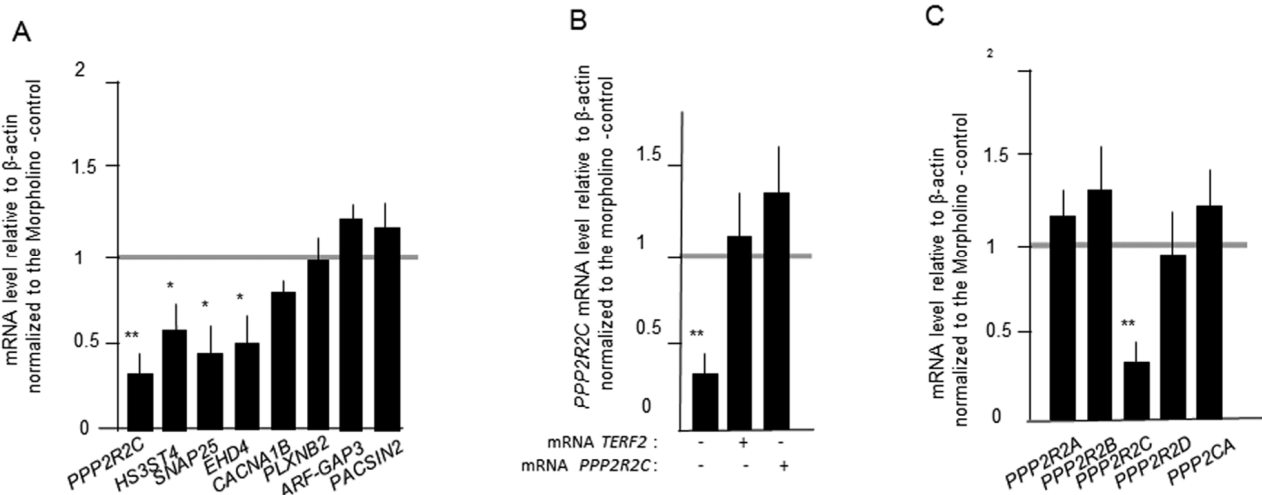 A
mRNA level relative to β-actin
normalized to the Morpholino -control
2
1.5
1
0.5
0
**
*
*
*
PPP2R2C
HS3ST4
SNAP25
EHD4
CACNA1B
PLXNB2
ARF-GAP3
PACSIN2
B
PPP2R2C mRNA level relative to β-actin
normalized to the morpholino -control
1.5
1
0.5
0
**
mRNA TERF2 : - + -
mRNA PPP2R2C : - - +
C
mRNA level relative to β-actin
normalized to the Morpholino -control
2
1.5
1
0.5
0
**
PPP2R2A
PPP2R2B
PPP2R2C
PPP2R2D
PPP2CA